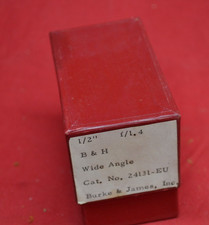 1/2" f/1.4
B & H
Wide Angle
Cat. No. 24131-EU
Burke & James, Inc.